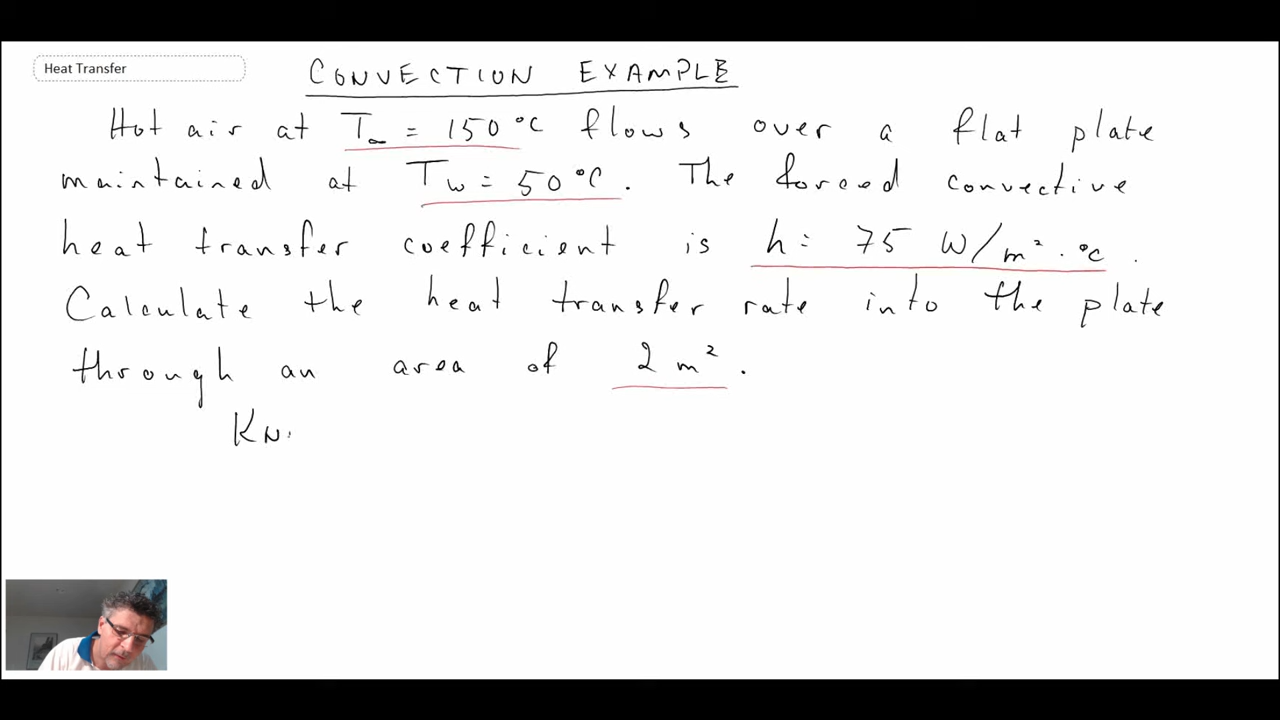 Heat Transfer
CONVECTION EXAMPLE
Hot air at T∞ = 150 °C flows over a flat plate
maintained at Tw = 50 °C. The forced convective
heat transfer coefficient is h = 75 W/m²·°C.
Calculate the heat transfer rate into the plate
through an area of 2 m².
KN